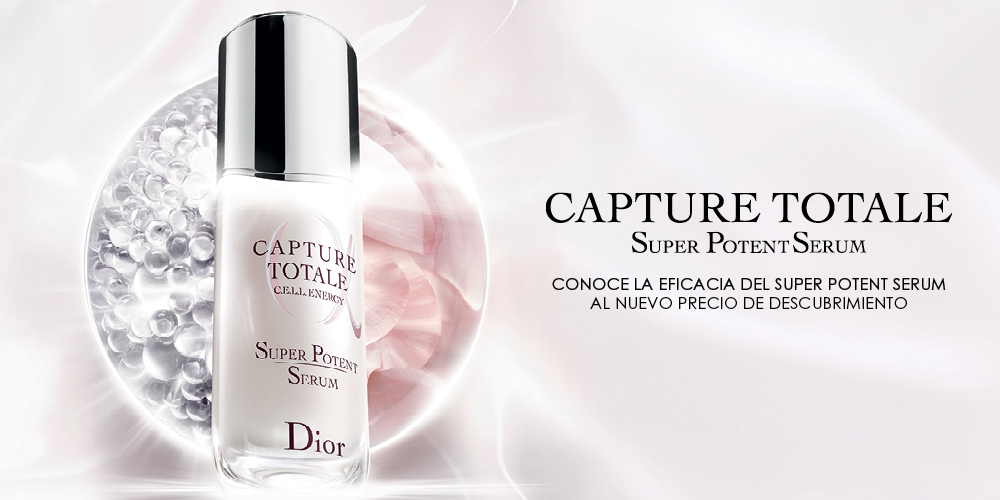 CAPTURE
TOTALE
C.E.L.L. ENERGY
SUPER POTENT
SERUM
Dior
CAPTURE TOTALE
SUPER POTENT SERUM
CONOCE LA EFICACIA DEL SUPER POTENT SERUM
AL NUEVO PRECIO DE DESCUBRIMIENTO